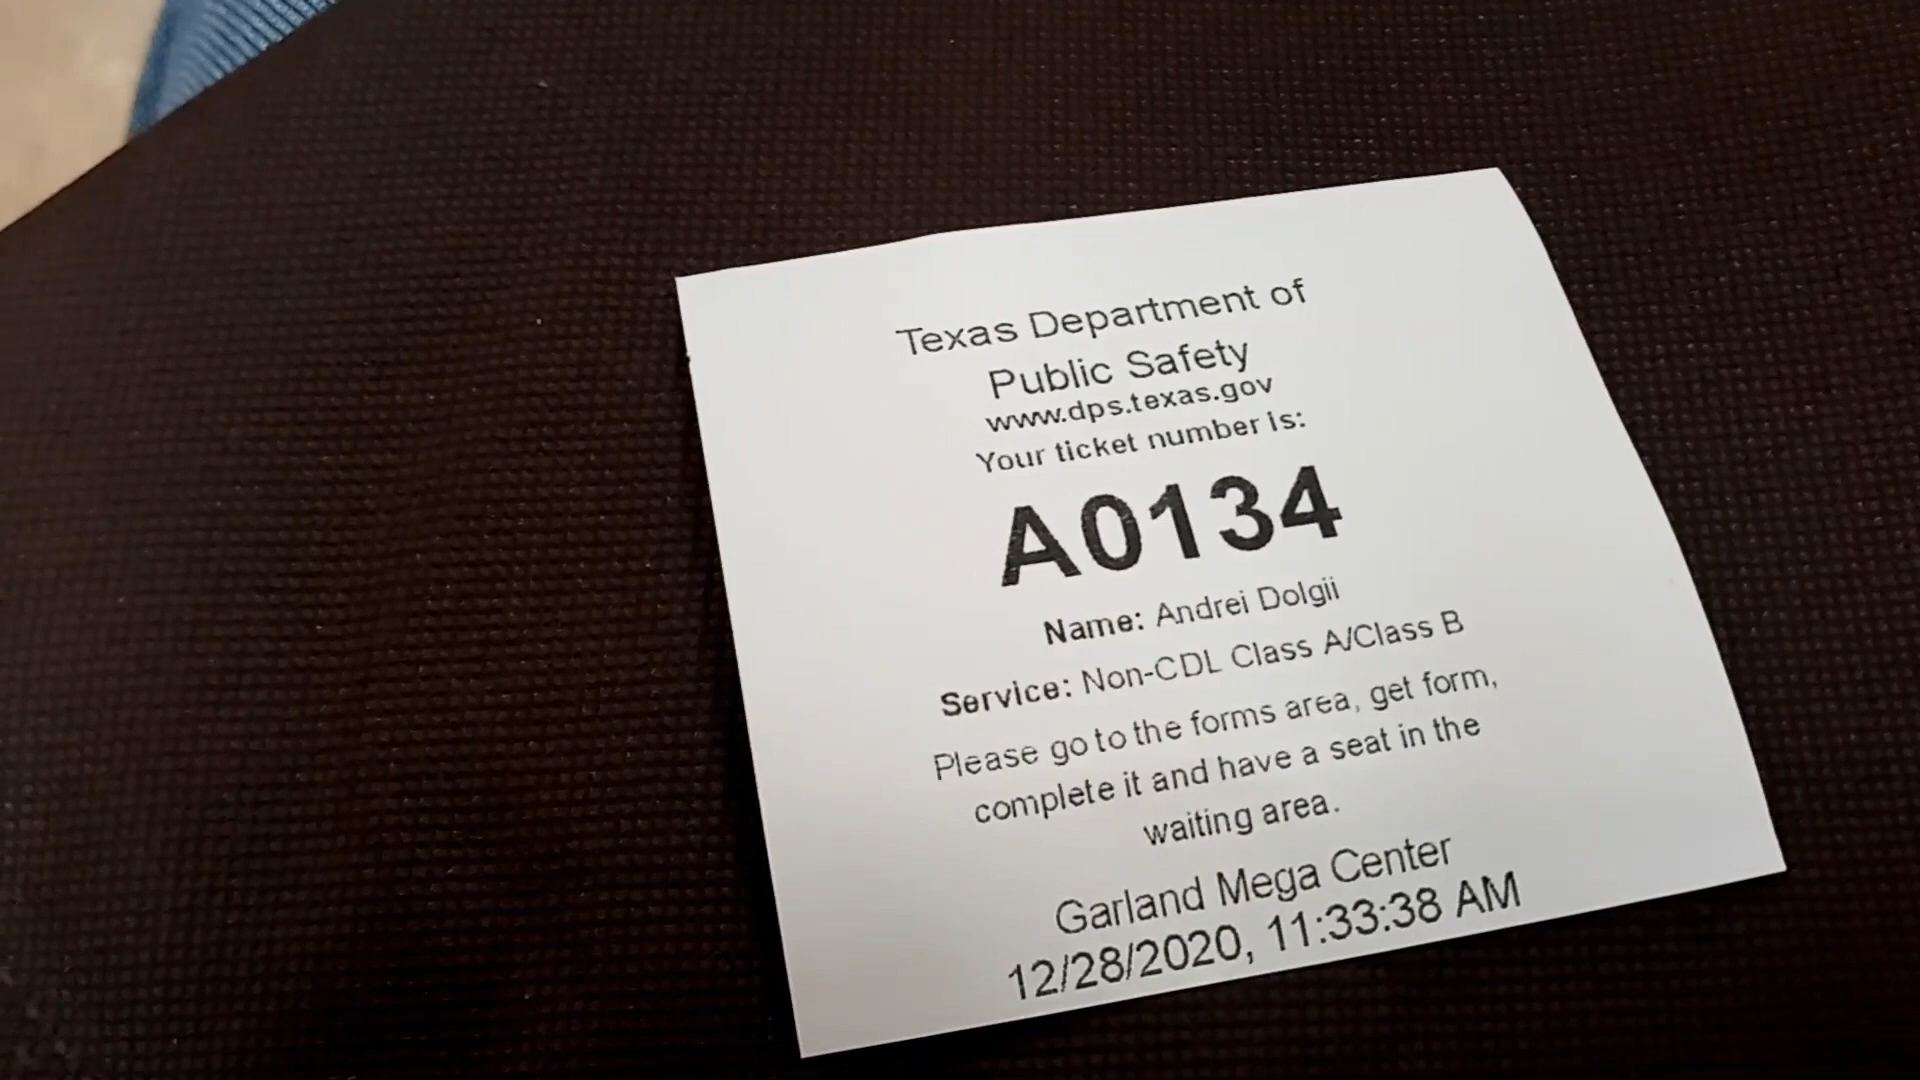 Texas Department of
Public Safety
www.dps.texas.gov
Your ticket number is:
A0134
Name: Andrei Dolgii
Service: Non-CDL Class A/Class B
Please go to the forms area, get form,
complete it and have a seat in the
waiting area.
Garland Mega Center
12/28/2020, 11:33:38 AM